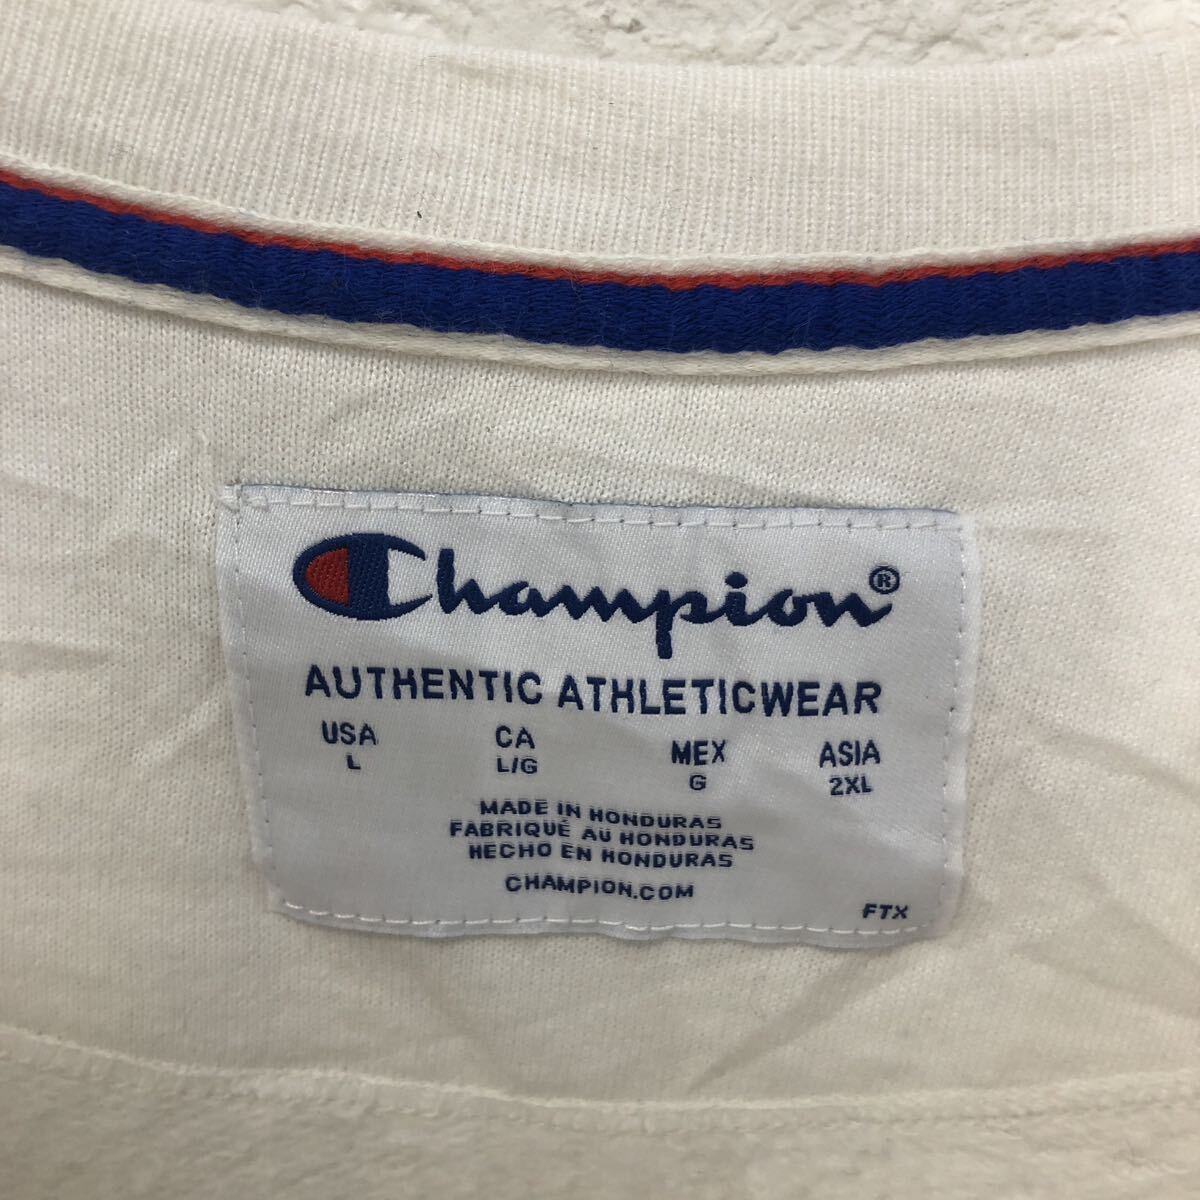 Champion®
AUTHENTIC ATHLETICWEAR
USA CA MEX ASIA
L L/G G 2XL
MADE IN HONDURAS
FABRIQUÉ AU HONDURAS
HECHO EN HONDURAS
CHAMPION.COM
FTX